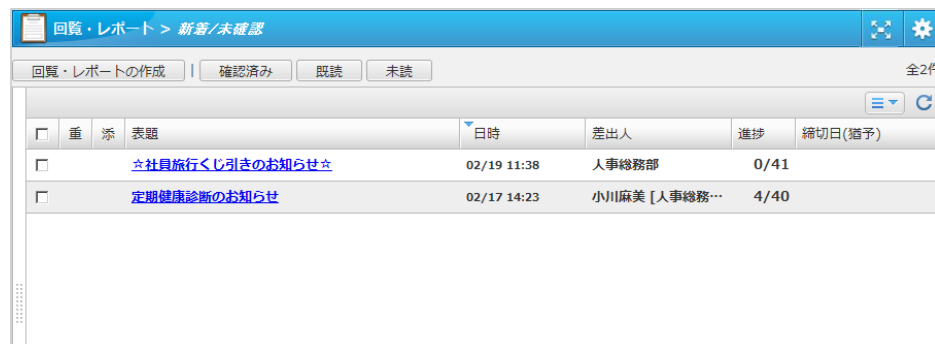 回覧・レポート > 新着/未確認
回覧・レポートの作成 | 確認済み 既読 未読 全2件
重 添 表題 日時 差出人 進捗 締切日(猶予)
☆社員旅行くじ引きのお知らせ☆ 02/19 11:38 人事総務部 0/41
定期健康診断のお知らせ 02/17 14:23 小川麻美 [人事総務… 4/40